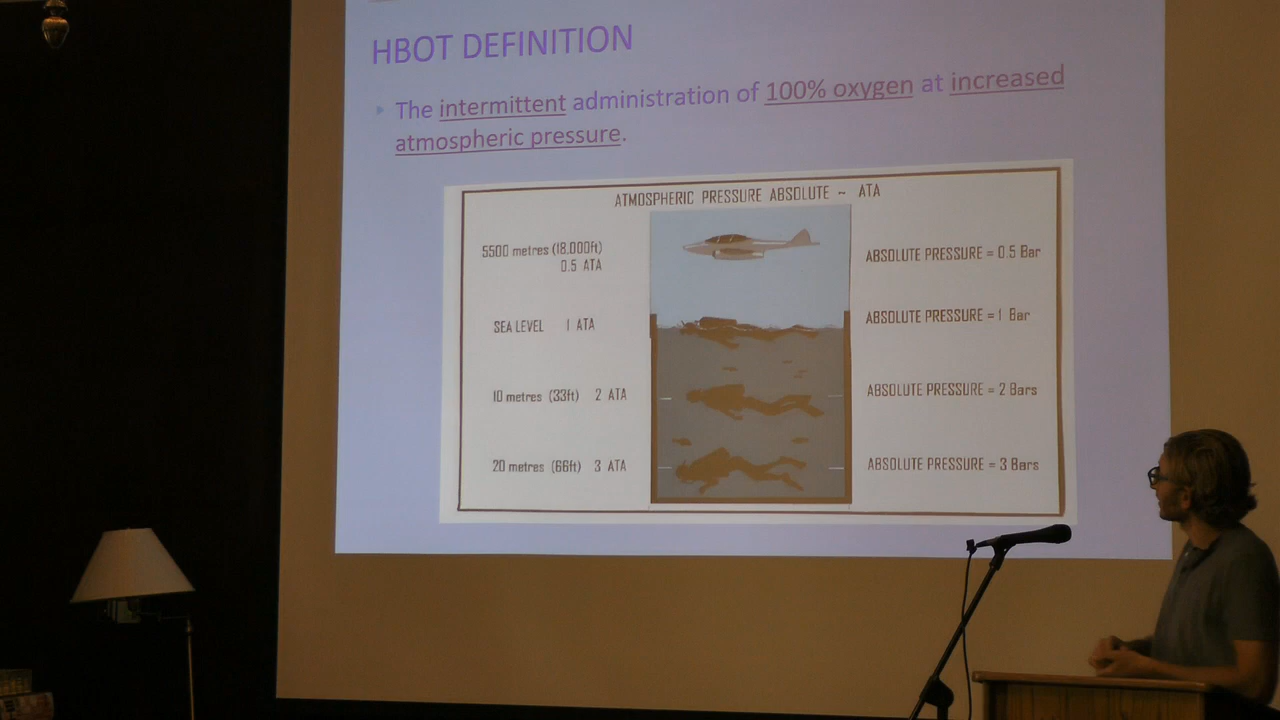 HBOT DEFINITION
The intermittent administration of 100% oxygen at increased
atmospheric pressure.
ATMOSPHERIC PRESSURE ABSOLUTE ~ ATA
5500 metres (18.000ft)
0.5 ATA
ABSOLUTE PRESSURE = 0.5 Bar
SEA LEVEL 1 ATA
ABSOLUTE PRESSURE = 1 Bar
10 metres (33ft) 2 ATA
ABSOLUTE PRESSURE = 2 Bars
20 metres (66ft) 3 ATA
ABSOLUTE PRESSURE = 3 Bars